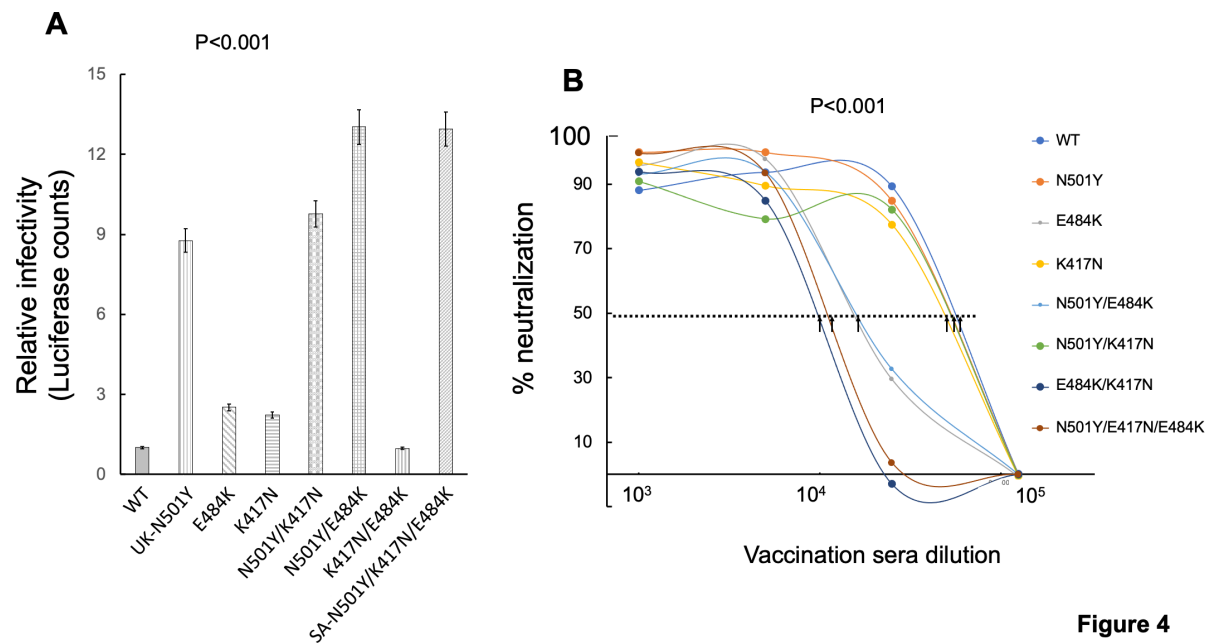 A
P<0.001
Relative infectivity
(Luciferase counts)
15
12
9
6
3
0
WT
UK-N501Y
E484K
K417N
N501Y/K417N
N501Y/E484K
K417N/E484K
SA-N501Y/K417N/E484K
B
P<0.001
% neutralization
100
90
70
50
30
10
10³
10⁴
10⁵
Vaccination sera dilution
WT
N501Y
E484K
K417N
N501Y/E484K
N501Y/K417N
E484K/K417N
N501Y/E417N/E484K
Figure 4